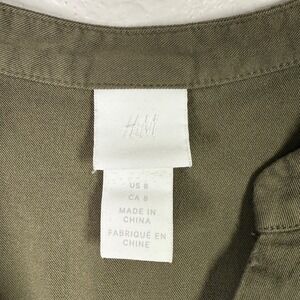 H&M
US 8
CA 8
MADE IN
CHINA
FABRIQUÉ EN
CHINE